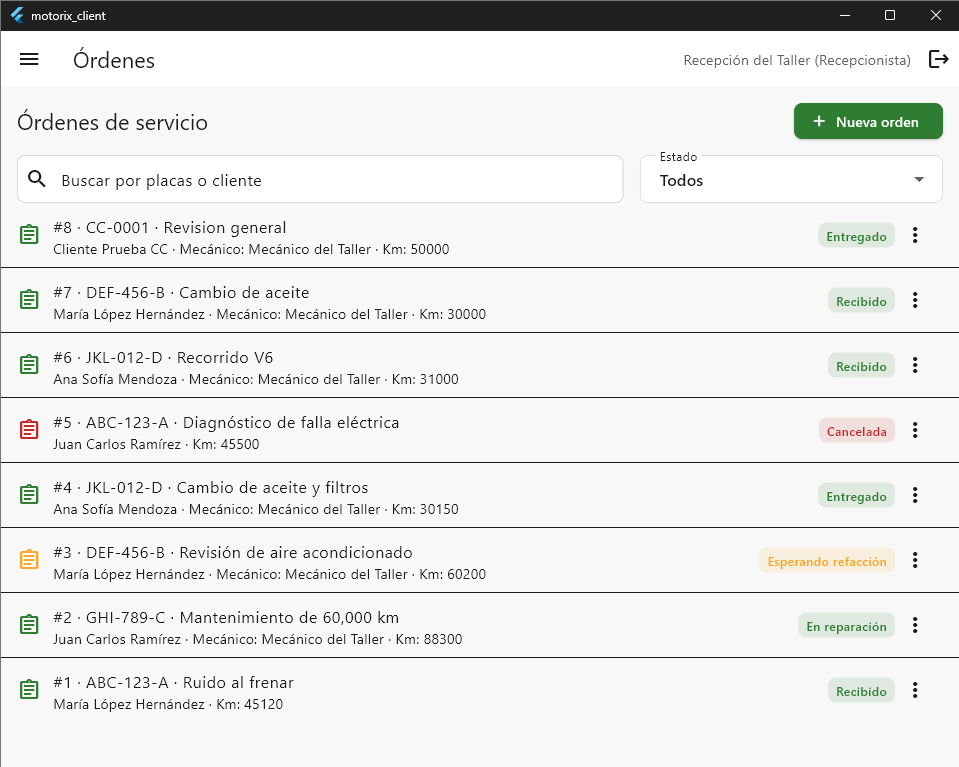 motorix_client
Órdenes
Recepción del Taller (Recepcionista)
Órdenes de servicio
+ Nueva orden
Buscar por placas o cliente
Estado
Todos
#8 · CC-0001 · Revision general
Cliente Prueba CC · Mecánico: Mecánico del Taller · Km: 50000
Entregado
#7 · DEF-456-B · Cambio de aceite
María López Hernández · Mecánico: Mecánico del Taller · Km: 30000
Recibido
#6 · JKL-012-D · Recorrido V6
Ana Sofía Mendoza · Mecánico: Mecánico del Taller · Km: 31000
Recibido
#5 · ABC-123-A · Diagnóstico de falla eléctrica
Juan Carlos Ramírez · Km: 45500
Cancelada
#4 · JKL-012-D · Cambio de aceite y filtros
Ana Sofía Mendoza · Mecánico: Mecánico del Taller · Km: 30150
Entregado
#3 · DEF-456-B · Revisión de aire acondicionado
María López Hernández · Mecánico: Mecánico del Taller · Km: 60200
Esperando refacción
#2 · GHI-789-C · Mantenimiento de 60,000 km
Juan Carlos Ramírez · Mecánico: Mecánico del Taller · Km: 88300
En reparación
#1 · ABC-123-A · Ruido al frenar
María López Hernández · Km: 45120
Recibido